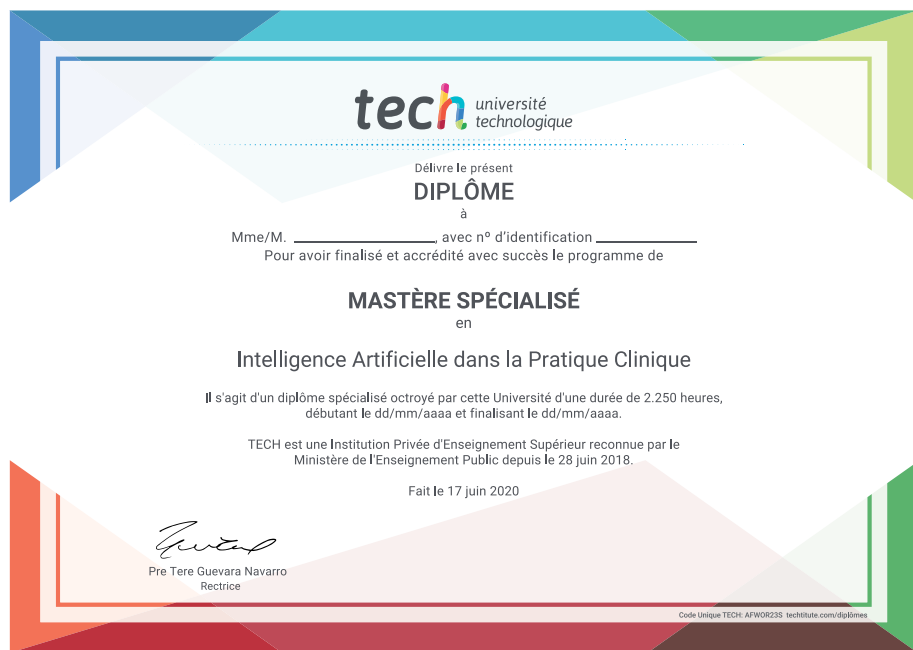 tech université
technologique
Délivre le présent
DIPLÔME
à
Mme/M. ____________, avec nº d'identification ____________
Pour avoir finalisé et accrédité avec succès le programme de
MASTÈRE SPÉCIALISÉ
en
Intelligence Artificielle dans la Pratique Clinique
Il s'agit d'un diplôme spécialisé octroyé par cette Université d'une durée de 2.250 heures,
débutant le dd/mm/aaaa et finalisant le dd/mm/aaaa.
TECH est une Institution Privée d'Enseignement Supérieur reconnue par le
Ministère de l'Enseignement Public depuis le 28 juin 2018.
Fait le 17 juin 2020
Pre Tere Guevara Navarro
Rectrice
Code Unique TECH: AFWOR23S techtitute.com/diplômes